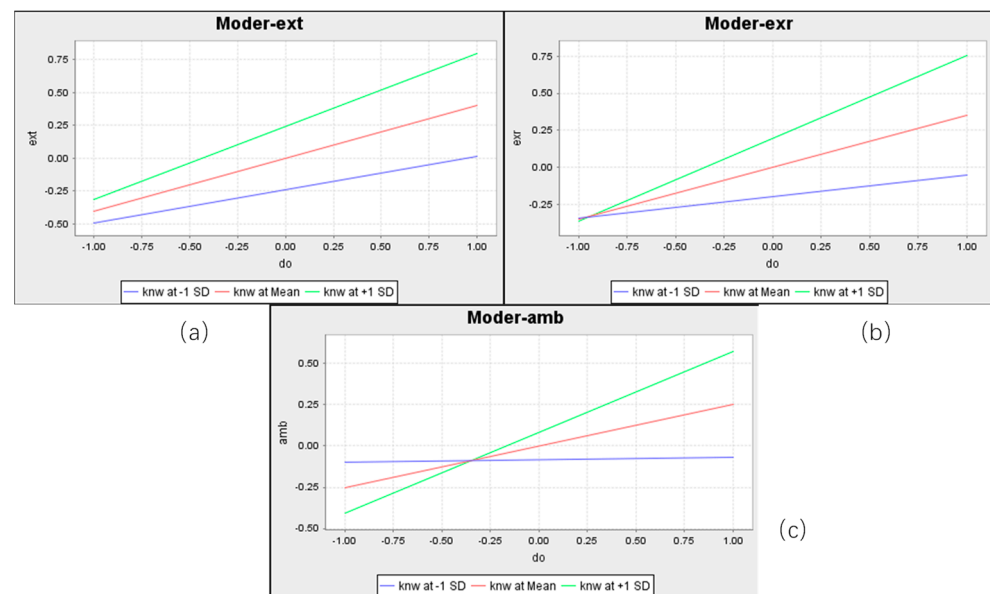 Moder-ext
ext
0.75
0.50
0.25
0.00
-0.25
-0.50
-1.00 -0.75 -0.50 -0.25 0.00 0.25 0.50 0.75 1.00
do
knw at -1 SD knw at Mean knw at +1 SD
(a)
Moder-exr
exr
0.75
0.50
0.25
0.00
-0.25
-1.00 -0.75 -0.50 -0.25 0.00 0.25 0.50 0.75 1.00
do
knw at -1 SD knw at Mean knw at +1 SD
(b)
Moder-amb
amb
0.50
0.25
0.00
-0.25
-0.50
-1.00 -0.75 -0.50 -0.25 0.00 0.25 0.50 0.75 1.00
do
knw at -1 SD knw at Mean knw at +1 SD
(c)